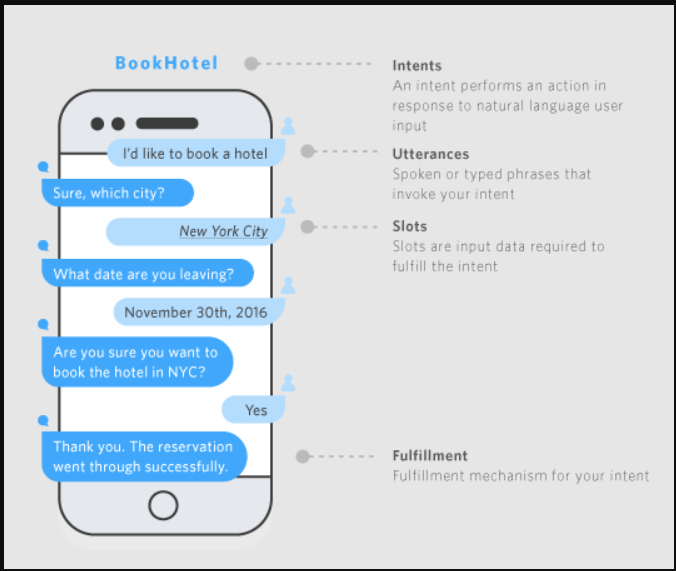 BookHotel
Intents
An intent performs an action in
response to natural language user
input
I'd like to book a hotel
Utterances
Spoken or typed phrases that
invoke your intent
Sure, which city?
New York City
Slots
Slots are input data required to
fulfill the intent
What date are you leaving?
November 30th, 2016
Are you sure you want to
book the hotel in NYC?
Yes
Thank you. The reservation
went through successfully.
Fulfillment
Fulfillment mechanism for your intent